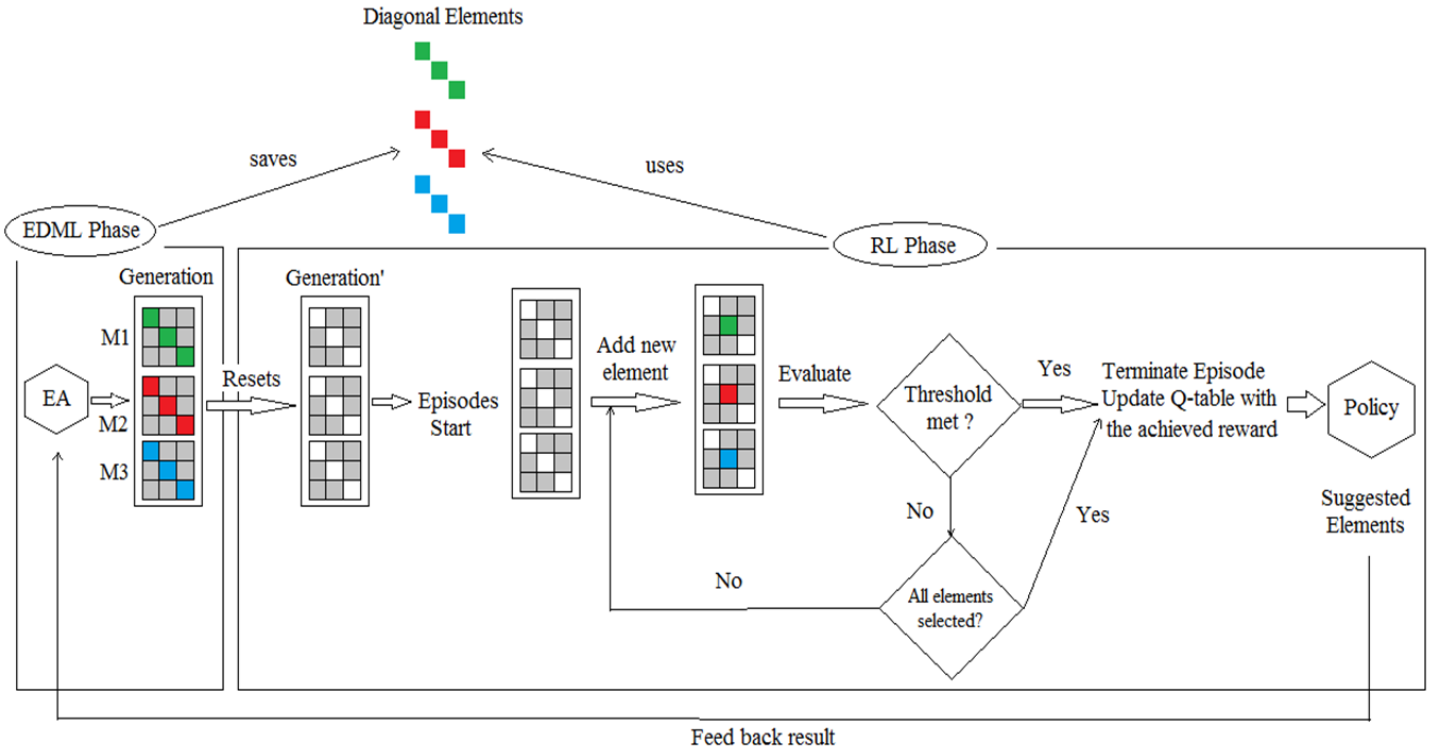 Diagonal Elements
saves
uses
EDML Phase
RL Phase
Generation
Generation'
M1
M2
M3
EA
Resets
Episodes
Start
Add new
element
Evaluate
Threshold
met ?
Yes
Terminate Episode
Update Q-table with
the achieved reward
Policy
Suggested
Elements
No
Yes
All elements
selected?
No
Feed back result